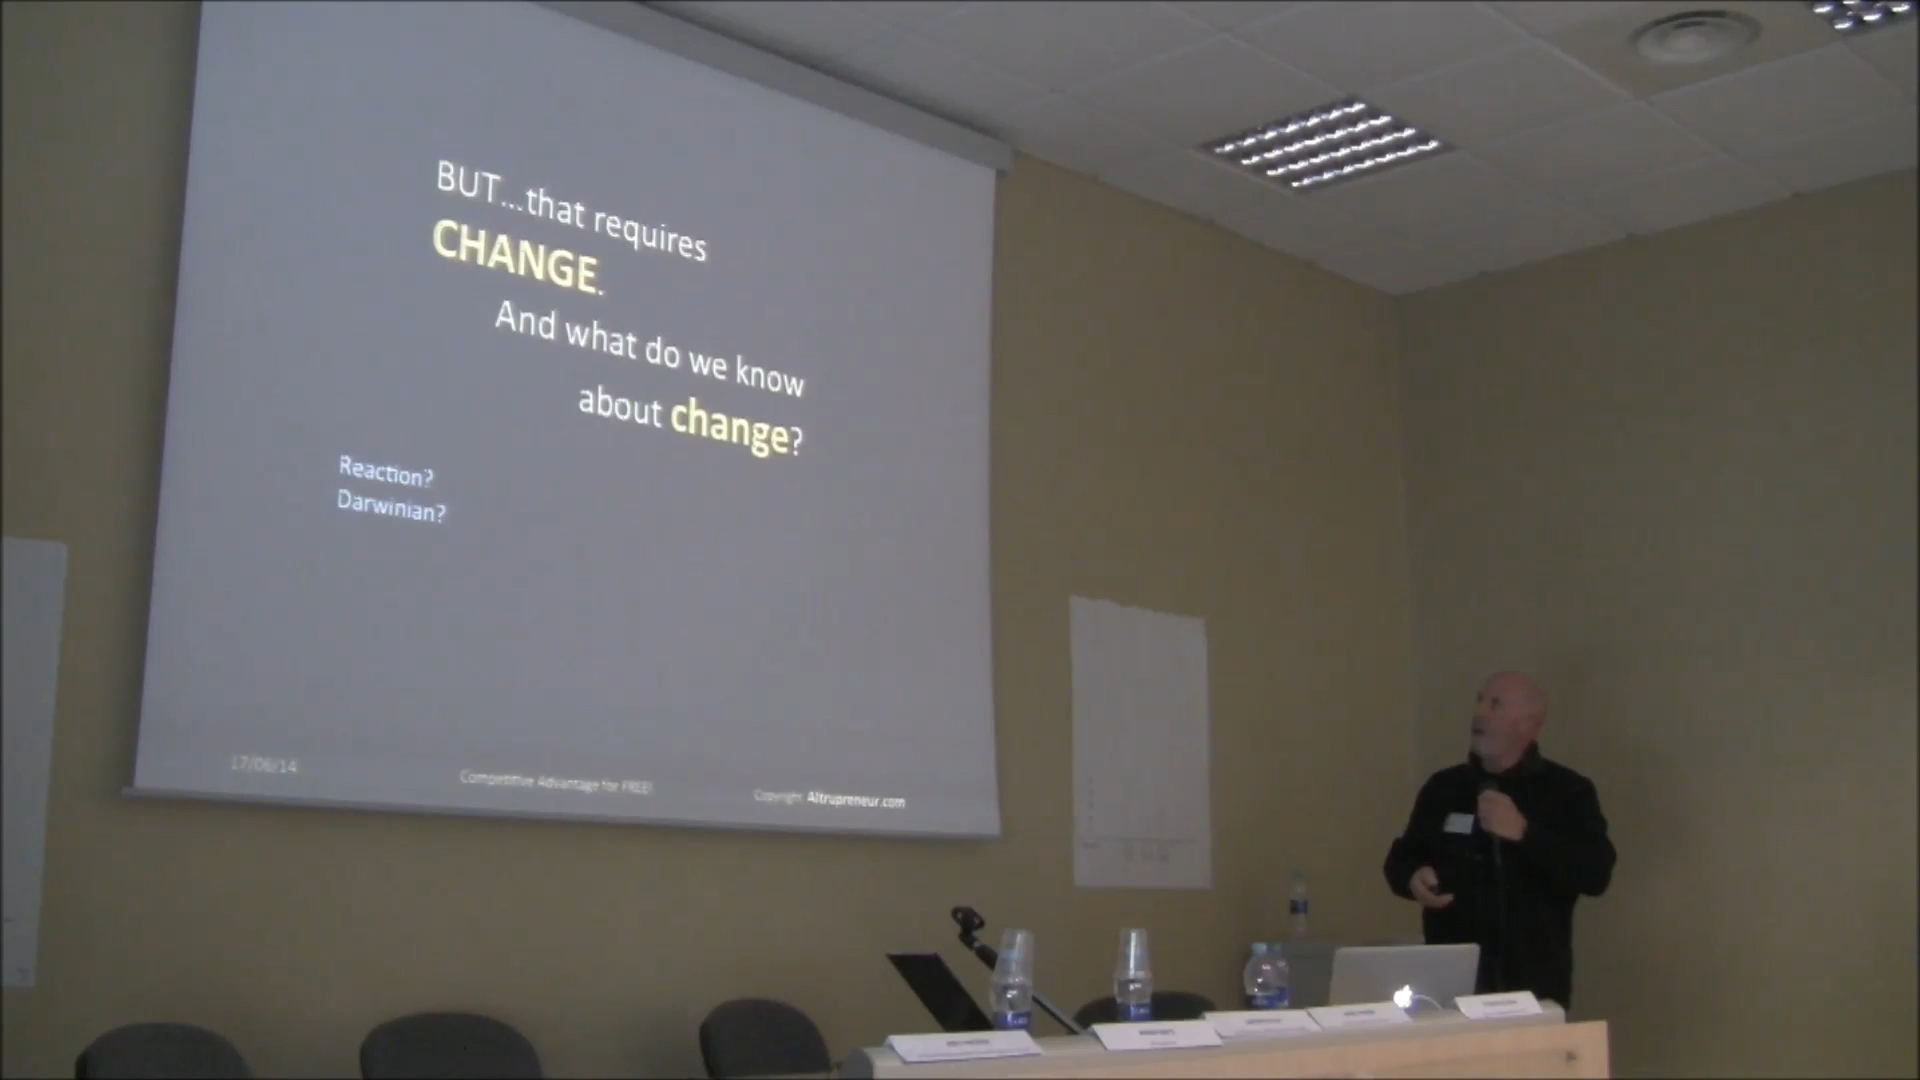 BUT...that requires
CHANGE.
And what do we know
about change?
Reaction?
Darwinian?
17/06/14
Competitive Advantage for FREE!
Copyright Altrupreneur.com